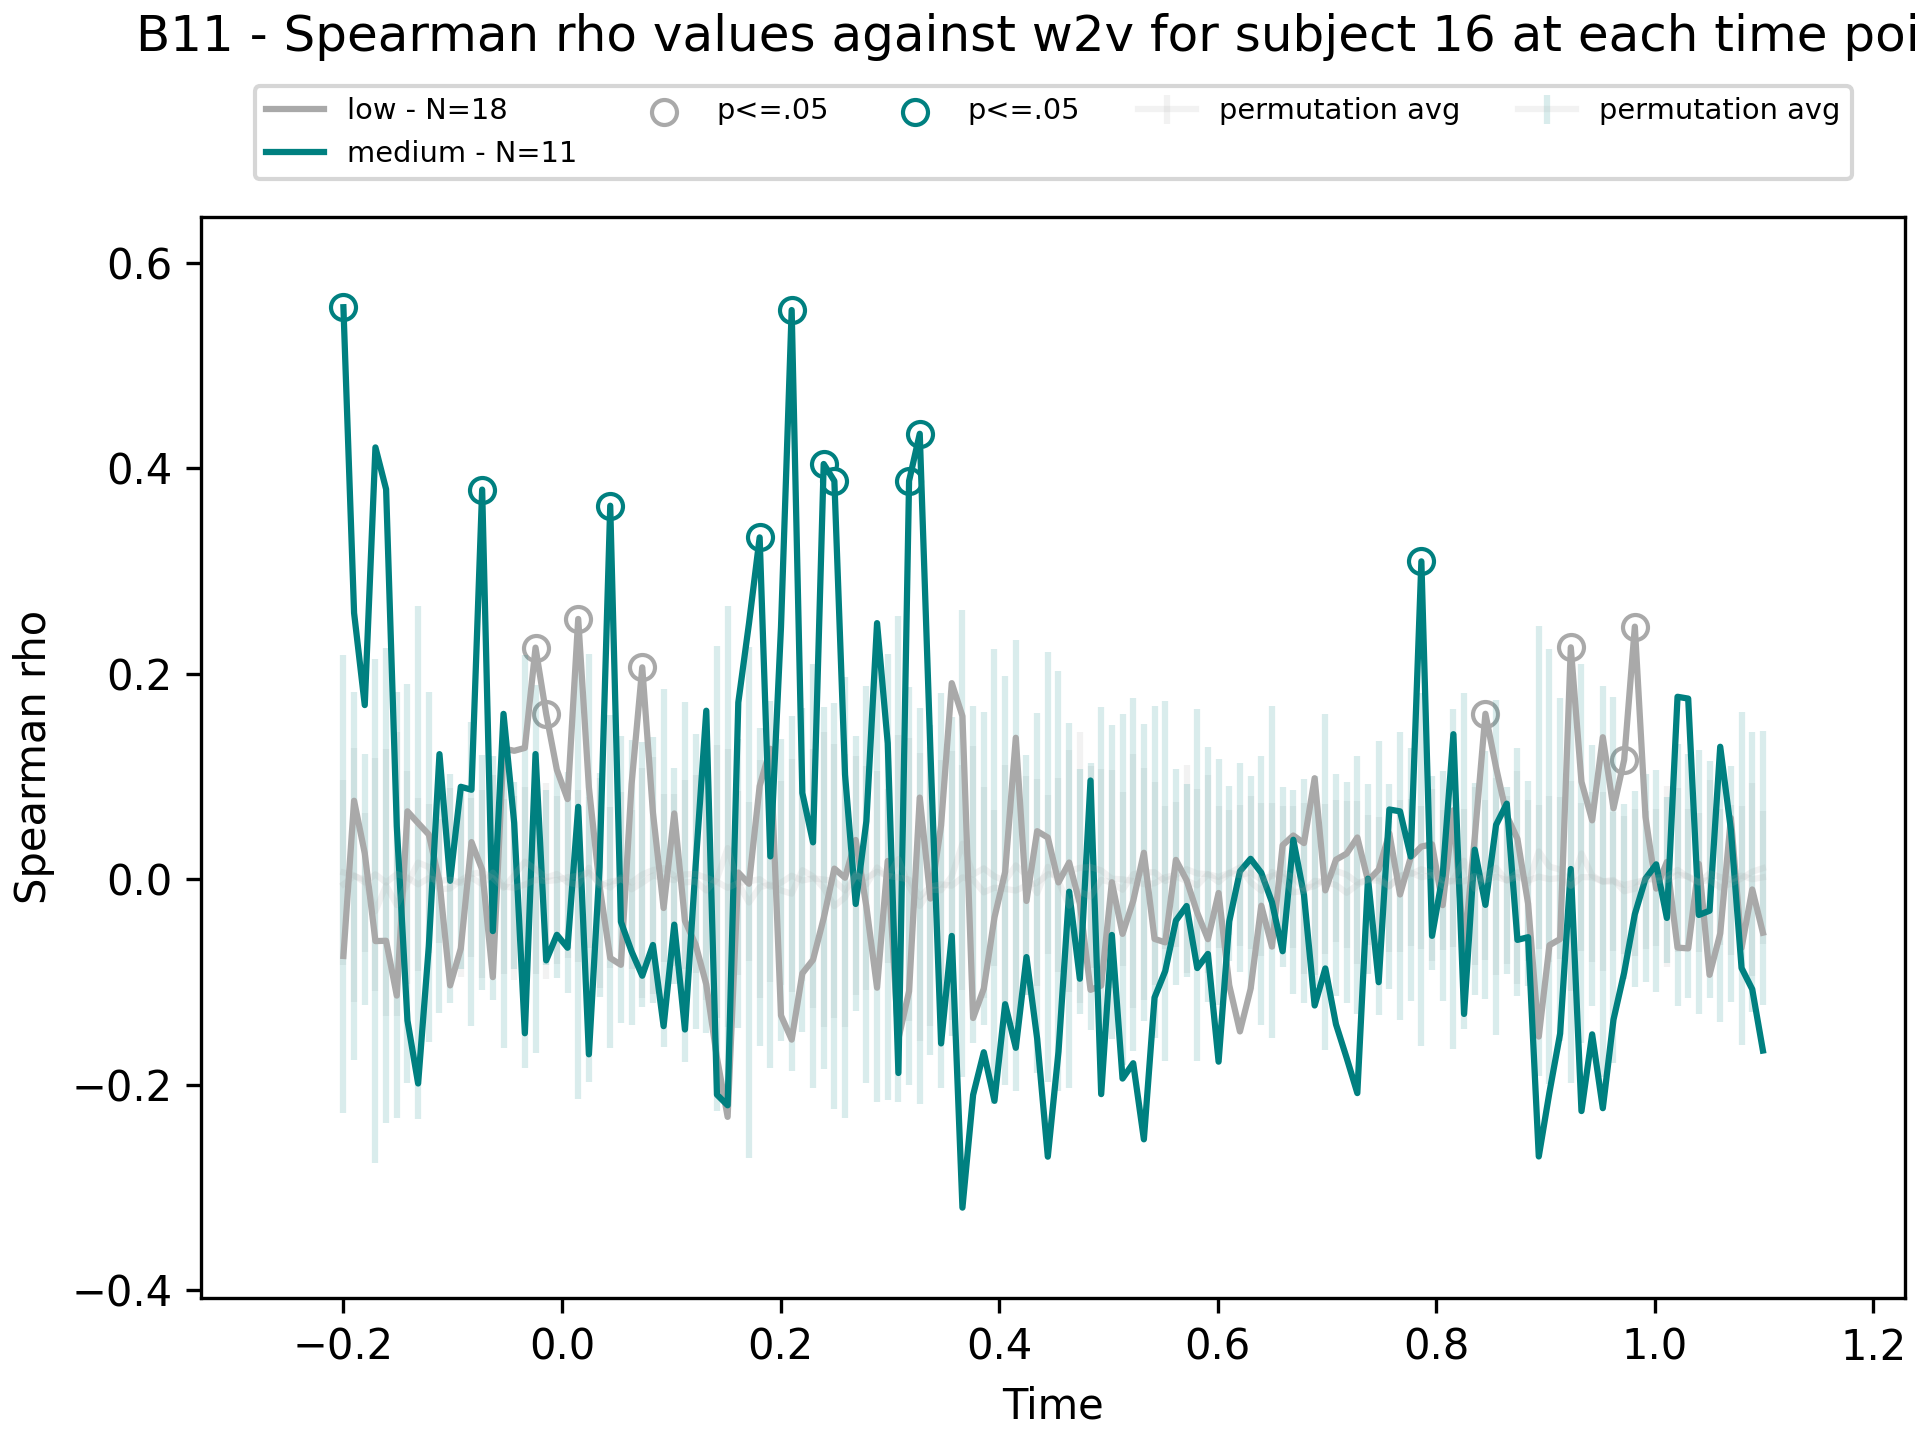 B11 - Spearman rho values against w2v for subject 16 at each time poi
low - N=18
medium - N=11
p<=.05
p<=.05
permutation avg
permutation avg
Spearman rho
0.6
0.4
0.2
0.0
−0.2
−0.4
−0.2 0.0 0.2 0.4 0.6 0.8 1.0 1.2
Time